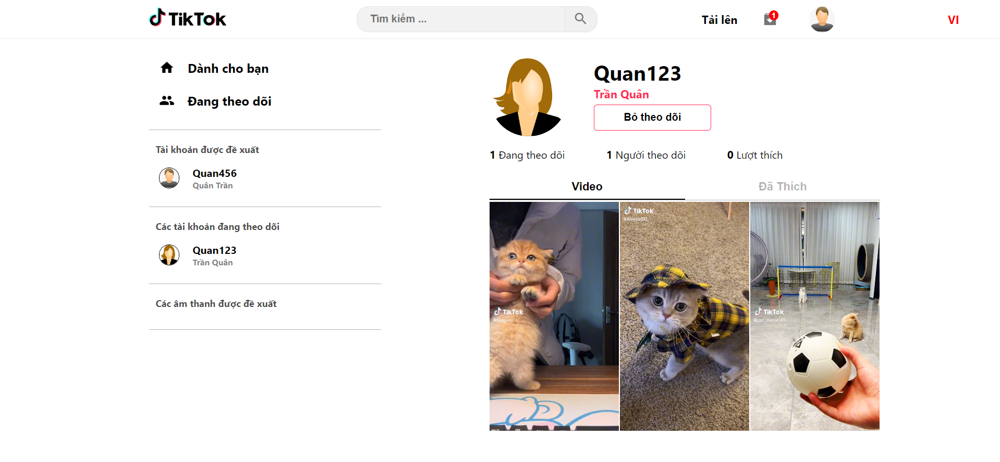 TikTok
Tìm kiếm ...
Tải lên
1
VI
Dành cho bạn
Đang theo dõi
Tài khoản được đề xuất
Quan456
Quân Trần
Các tài khoản đang theo dõi
Quan123
Trần Quân
Các âm thanh được đề xuất
Quan123
Trần Quân
Bỏ theo dõi
1 Đang theo dõi
1 Người theo dõi
0 Lượt thích
Video
Đã Thích
TikTok
@catgivry
TikTok
@lovecat00_
TikTok
@cat_meme_01